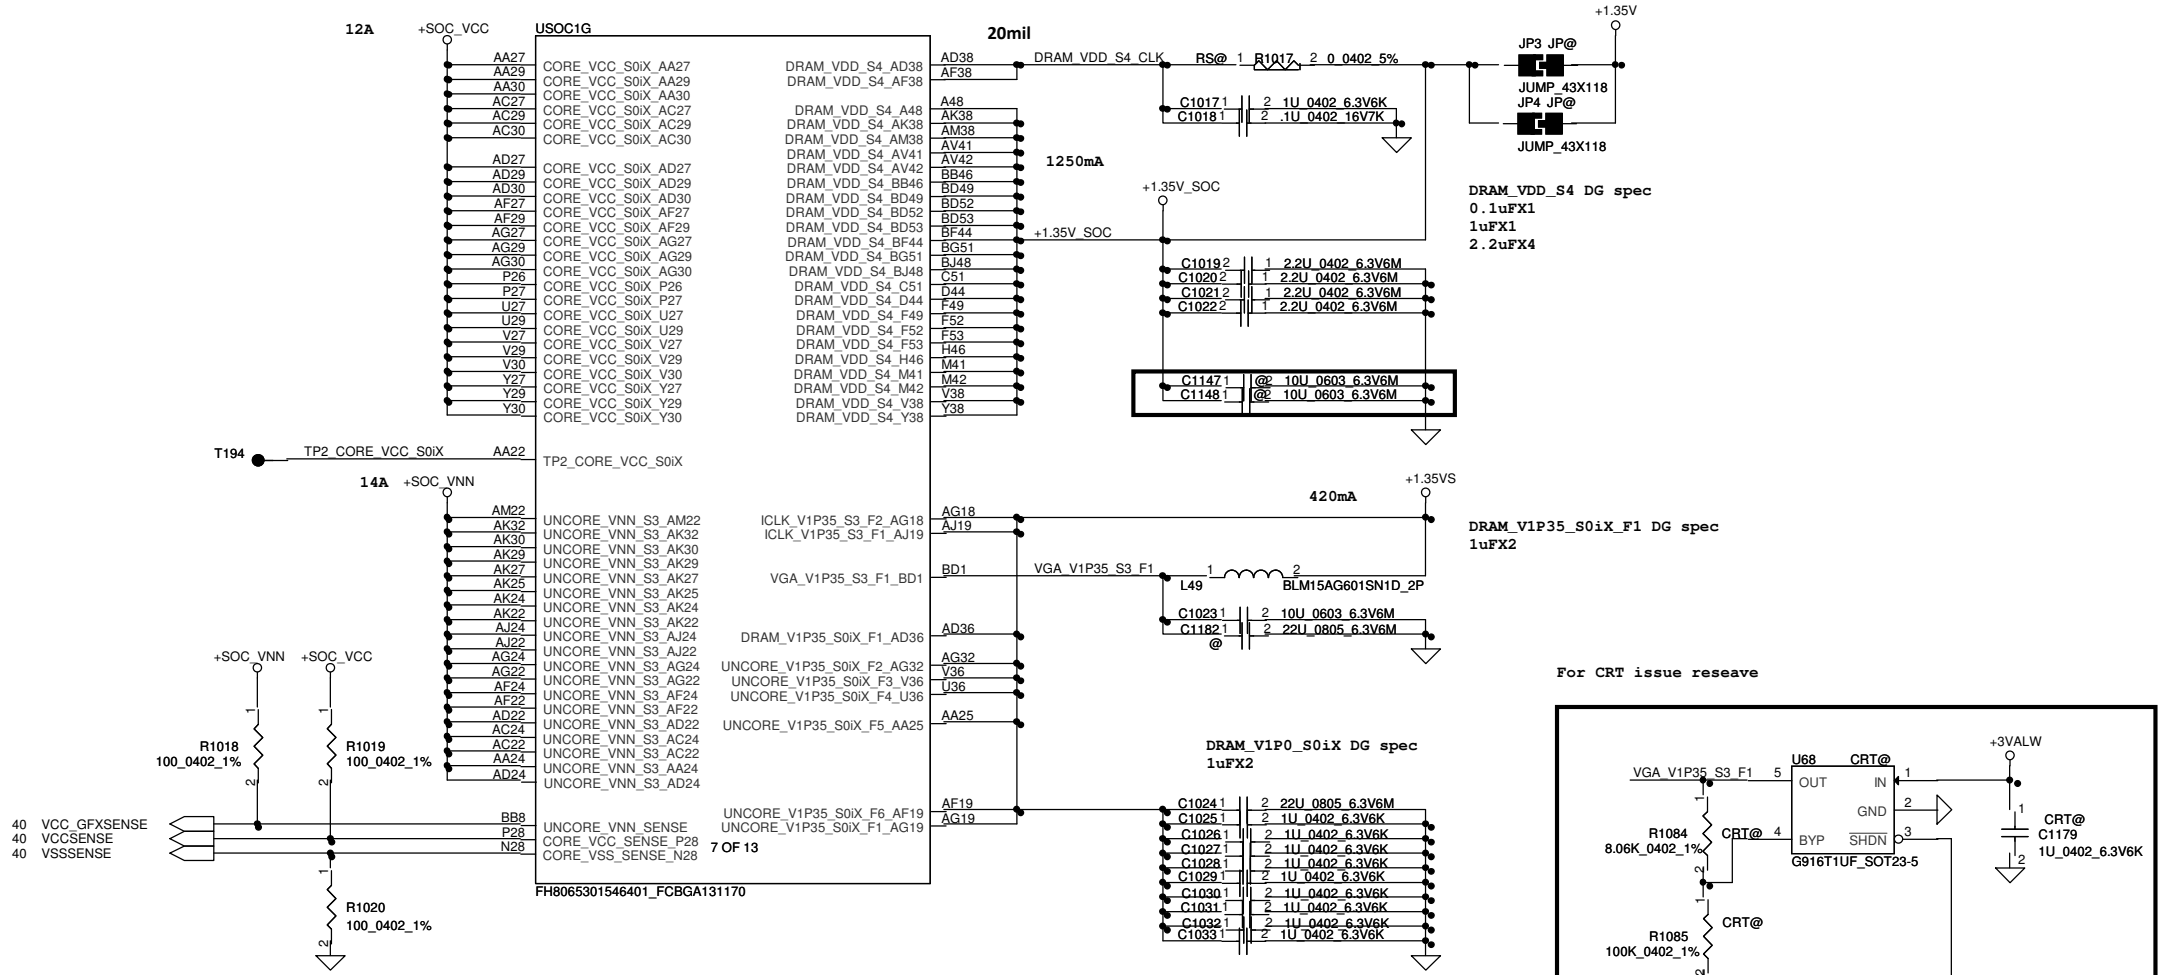 12A
+SOC_VCC
USOC1G
AA27
AA29
AA30
AC27
AC29
AC30
AD27
AD29
AD30
AF27
AF29
AG27
AG29
AG30
P26
P27
U27
U29
V27
V29
V30
Y27
Y29
Y30
CORE_VCC_S0iX_AA27
CORE_VCC_S0iX_AA29
CORE_VCC_S0iX_AA30
CORE_VCC_S0iX_AC27
CORE_VCC_S0iX_AC29
CORE_VCC_S0iX_AC30
CORE_VCC_S0iX_AD27
CORE_VCC_S0iX_AD29
CORE_VCC_S0iX_AD30
CORE_VCC_S0iX_AF27
CORE_VCC_S0iX_AF29
CORE_VCC_S0iX_AG27
CORE_VCC_S0iX_AG29
CORE_VCC_S0iX_AG30
CORE_VCC_S0iX_P26
CORE_VCC_S0iX_P27
CORE_VCC_S0iX_U27
CORE_VCC_S0iX_U29
CORE_VCC_S0iX_V27
CORE_VCC_S0iX_V29
CORE_VCC_S0iX_V30
CORE_VCC_S0iX_Y27
CORE_VCC_S0iX_Y29
CORE_VCC_S0iX_Y30
T194
TP2_CORE_VCC_S0iX
AA22
TP2_CORE_VCC_S0iX
14A
+SOC_VNN
AM22
AK32
AK30
AK29
AK27
AK25
AK24
AK22
AJ24
AJ22
AG24
AG22
AF24
AF22
AD22
AC24
AC22
AA24
AD24
UNCORE_VNN_S3_AM22
UNCORE_VNN_S3_AK32
UNCORE_VNN_S3_AK30
UNCORE_VNN_S3_AK29
UNCORE_VNN_S3_AK27
UNCORE_VNN_S3_AK25
UNCORE_VNN_S3_AK24
UNCORE_VNN_S3_AK22
UNCORE_VNN_S3_AJ24
UNCORE_VNN_S3_AJ22
UNCORE_VNN_S3_AG24
UNCORE_VNN_S3_AG22
UNCORE_VNN_S3_AF24
UNCORE_VNN_S3_AF22
UNCORE_VNN_S3_AD22
UNCORE_VNN_S3_AC24
UNCORE_VNN_S3_AC22
UNCORE_VNN_S3_AA24
UNCORE_VNN_S3_AD24
+SOC_VNN
+SOC_VCC
1
1
R1018
100_0402_1%
R1019
100_0402_1%
2
2
40 VCC_GFXSENSE
40 VCCSENSE
40 VSSSENSE
BB8
P28
N28
UNCORE_VNN_SENSE
CORE_VCC_SENSE_P28
CORE_VSS_SENSE_N28
7 OF 13
1
R1020
100_0402_1%
2
FH8065301546401_FCBGA131170
DRAM_VDD_S4_AD38
DRAM_VDD_S4_AF38
DRAM_VDD_S4_A48
DRAM_VDD_S4_AK38
DRAM_VDD_S4_AM38
DRAM_VDD_S4_AV41
DRAM_VDD_S4_AV42
DRAM_VDD_S4_BB46
DRAM_VDD_S4_BD49
DRAM_VDD_S4_BD52
DRAM_VDD_S4_BD53
DRAM_VDD_S4_BF44
DRAM_VDD_S4_BG51
DRAM_VDD_S4_BJ48
DRAM_VDD_S4_C51
DRAM_VDD_S4_D44
DRAM_VDD_S4_F49
DRAM_VDD_S4_F52
DRAM_VDD_S4_F53
DRAM_VDD_S4_H46
DRAM_VDD_S4_M41
DRAM_VDD_S4_M42
DRAM_VDD_S4_V38
DRAM_VDD_S4_Y38
AD38
AF38
A48
AK38
AM38
AV41
AV42
BB46
BD49
BD52
BD53
BF44
BG51
BJ48
C51
D44
F49
F52
F53
H46
M41
M42
V38
Y38
ICLK_V1P35_S3_F2_AG18
ICLK_V1P35_S3_F1_AJ19
VGA_V1P35_S3_F1_BD1
DRAM_V1P35_S0iX_F1_AD36
UNCORE_V1P35_S0iX_F2_AG32
UNCORE_V1P35_S0iX_F3_V36
UNCORE_V1P35_S0iX_F4_U36
UNCORE_V1P35_S0iX_F5_AA25
UNCORE_V1P35_S0iX_F6_AF19
UNCORE_V1P35_S0iX_F1_AG19
AG18
AJ19
BD1
AD36
AG32
V36
U36
AA25
AF19
AG19
20mil
DRAM_VDD_S4_CLK
RS@ 1 R1017 2 0_0402_5%
C1017 1 2 1U_0402_6.3V6K
C1018 1 2 .1U_0402_16V7K
1250mA
+1.35V_SOC
+1.35V_SOC
C1019 2 1 2.2U_0402_6.3V6M
C1020 2 1 2.2U_0402_6.3V6M
C1021 2 1 2.2U_0402_6.3V6M
C1022 2 1 2.2U_0402_6.3V6M
C1147 1 @ 2 10U_0603_6.3V6M
C1148 1 @ 2 10U_0603_6.3V6M
+1.35V
JP3 JP@
JUMP_43X118
JP4 JP@
JUMP_43X118
DRAM_VDD_S4 DG spec
0.1uFX1
1uFX1
2.2uFX4
+1.35VS
420mA
DRAM_V1P35_S0iX_F1 DG spec
1uFX2
VGA_V1P35_S3_F1
L49 1 2 BLM15AG601SN1D_2P
C1023 1 2 10U_0603_6.3V6M
C1182 1 2 22U_0805_6.3V6M
@
DRAM_V1P0_S0iX DG spec
1uFX2
C1024 1 2 22U_0805_6.3V6M
C1025 1 2 1U_0402_6.3V6K
C1026 1 2 1U_0402_6.3V6K
C1027 1 2 1U_0402_6.3V6K
C1028 1 2 1U_0402_6.3V6K
C1029 1 2 1U_0402_6.3V6K
C1030 1 2 1U_0402_6.3V6K
C1031 1 2 1U_0402_6.3V6K
C1032 1 2 1U_0402_6.3V6K
C1033 1 2 1U_0402_6.3V6K
For CRT issue reseave
+3VALW
U68 CRT@
VGA_V1P35_S3_F1 5 OUT IN 1
GND 2
4 BYP SHDN 3
G916T1UF_SOT23-5
1
R1084 CRT@
8.06K_0402_1%
2
1
CRT@
R1085
100K_0402_1%
2
1
CRT@
C1179
1U_0402_6.3V6K
2